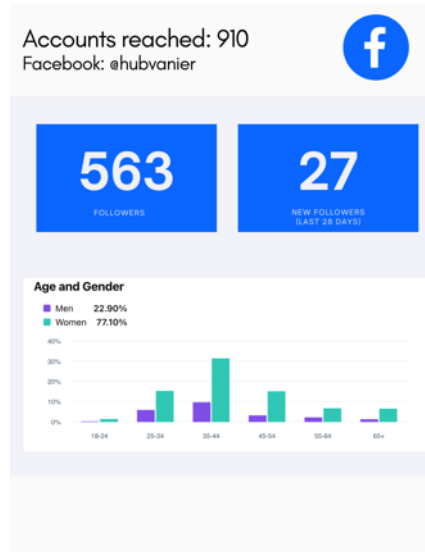 Accounts reached: 910
Facebook: @hubvanier
f
563
FOLLOWERS
27
NEW FOLLOWERS
(LAST 28 DAYS)
Age and Gender
Men 22.90%
Women 77.10%
40%
30%
20%
10%
0%
18-24 25-34 35-44 45-54 55-64 65+